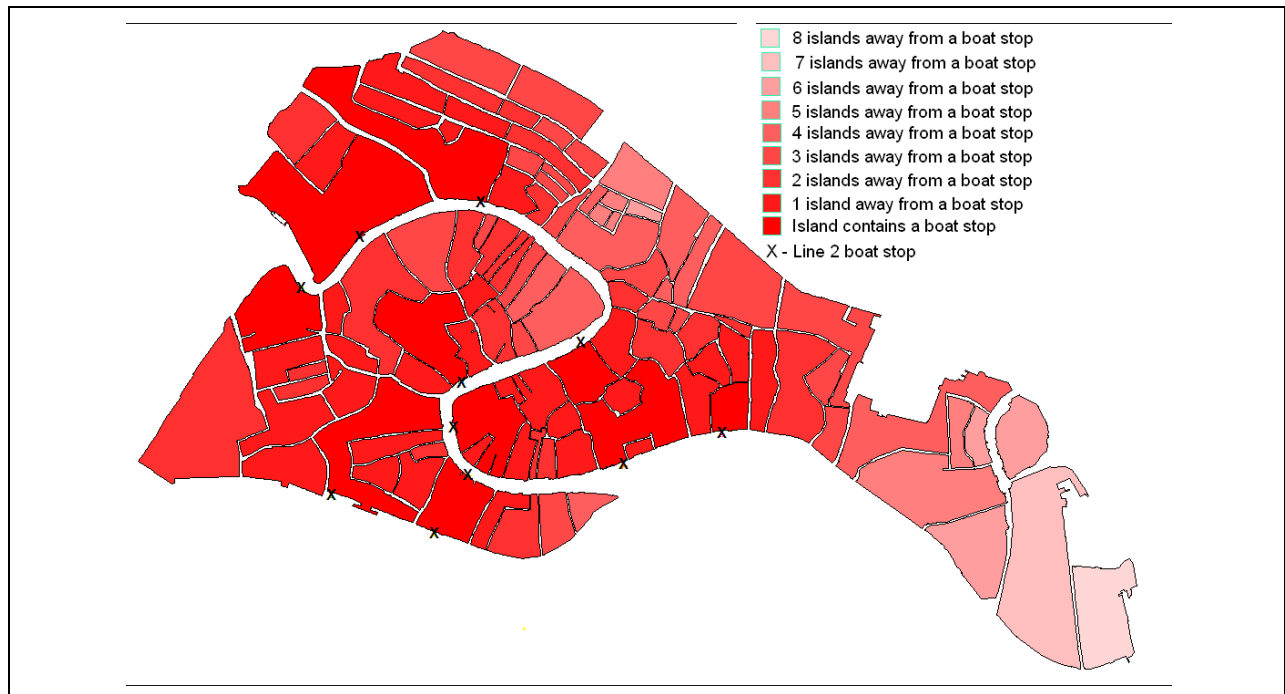 8 islands away from a boat stop
7 islands away from a boat stop
6 islands away from a boat stop
5 islands away from a boat stop
4 islands away from a boat stop
3 islands away from a boat stop
2 islands away from a boat stop
1 island away from a boat stop
Island contains a boat stop
X - Line 2 boat stop
X
X
X
X
X
X
X
X
X
X
X